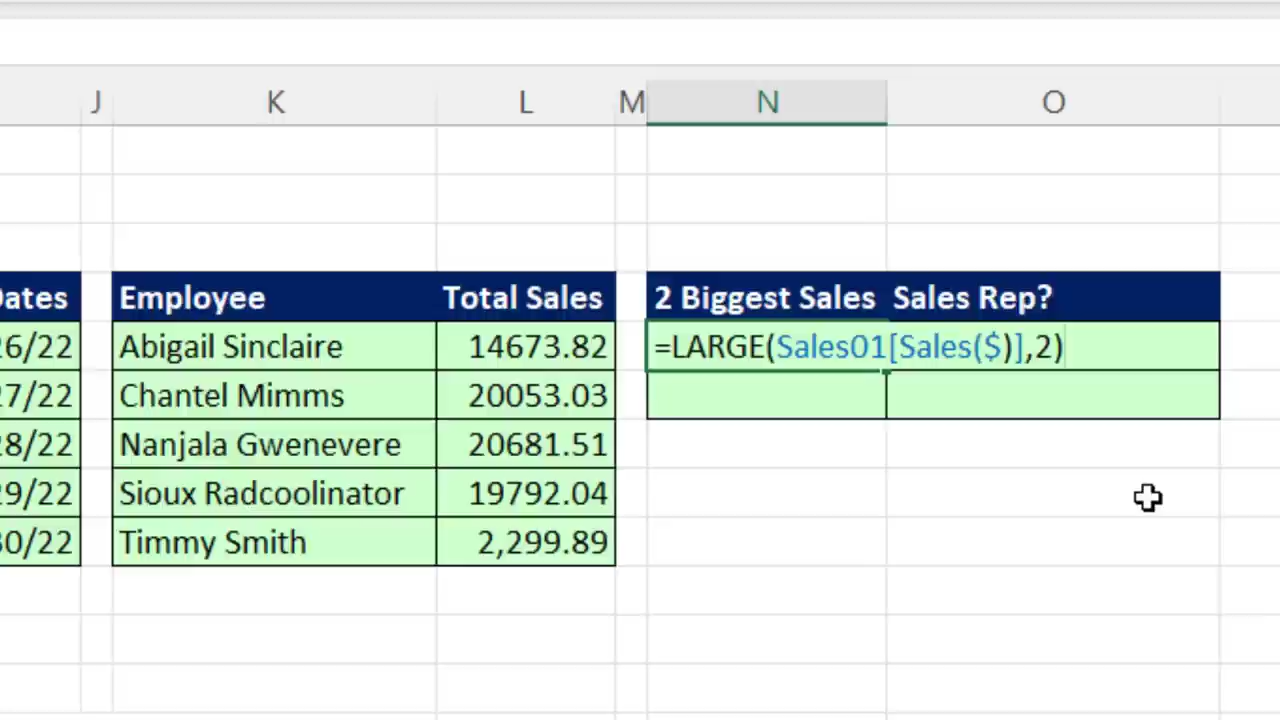 J K L M N O
Dates Employee Total Sales 2 Biggest Sales Sales Rep?
26/22 Abigail Sinclaire 14673.82 =LARGE(Sales01[Sales($)],2)
27/22 Chantel Mimms 20053.03
28/22 Nanjala Gwenevere 20681.51
29/22 Sioux Radcoolinator 19792.04
30/22 Timmy Smith 2,299.89